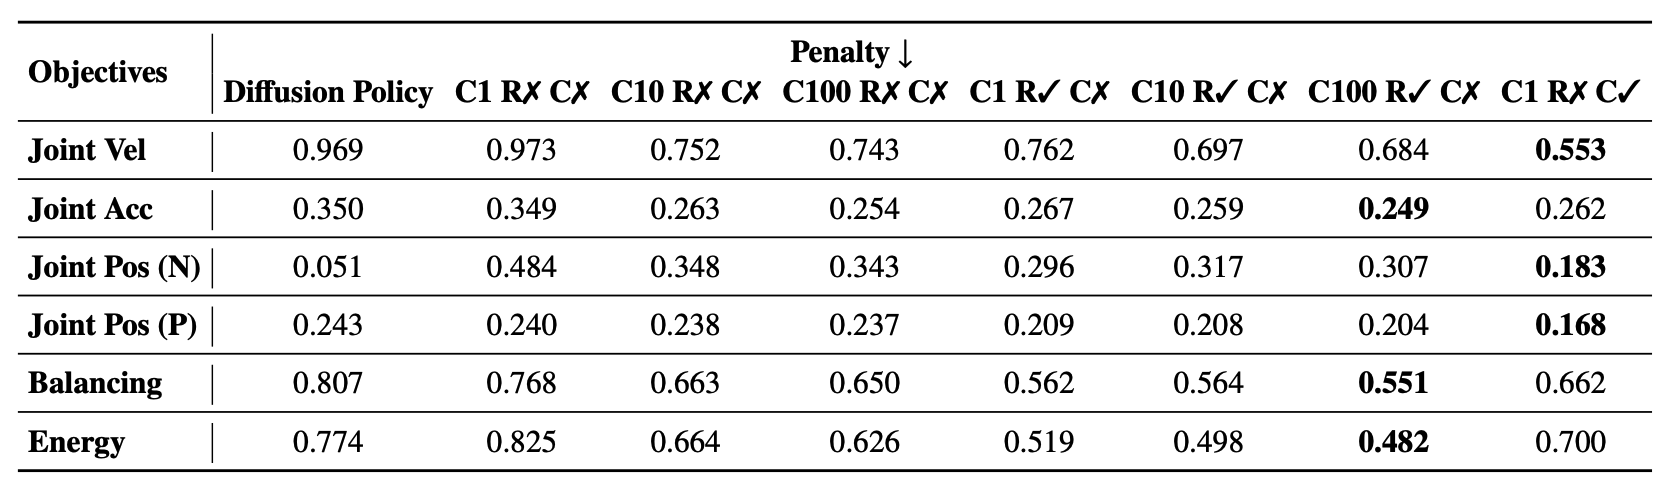 Penalty ↓
Objectives
Diffusion Policy C1 R✗ C✗ C10 R✗ C✗ C100 R✗ C✗ C1 R✓ C✗ C10 R✓ C✗ C100 R✓ C✗ C1 R✗ C✓
Joint Vel 0.969 0.973 0.752 0.743 0.762 0.697 0.684 0.553
Joint Acc 0.350 0.349 0.263 0.254 0.267 0.259 0.249 0.262
Joint Pos (N) 0.051 0.484 0.348 0.343 0.296 0.317 0.307 0.183
Joint Pos (P) 0.243 0.240 0.238 0.237 0.209 0.208 0.204 0.168
Balancing 0.807 0.768 0.663 0.650 0.562 0.564 0.551 0.662
Energy 0.774 0.825 0.664 0.626 0.519 0.498 0.482 0.700